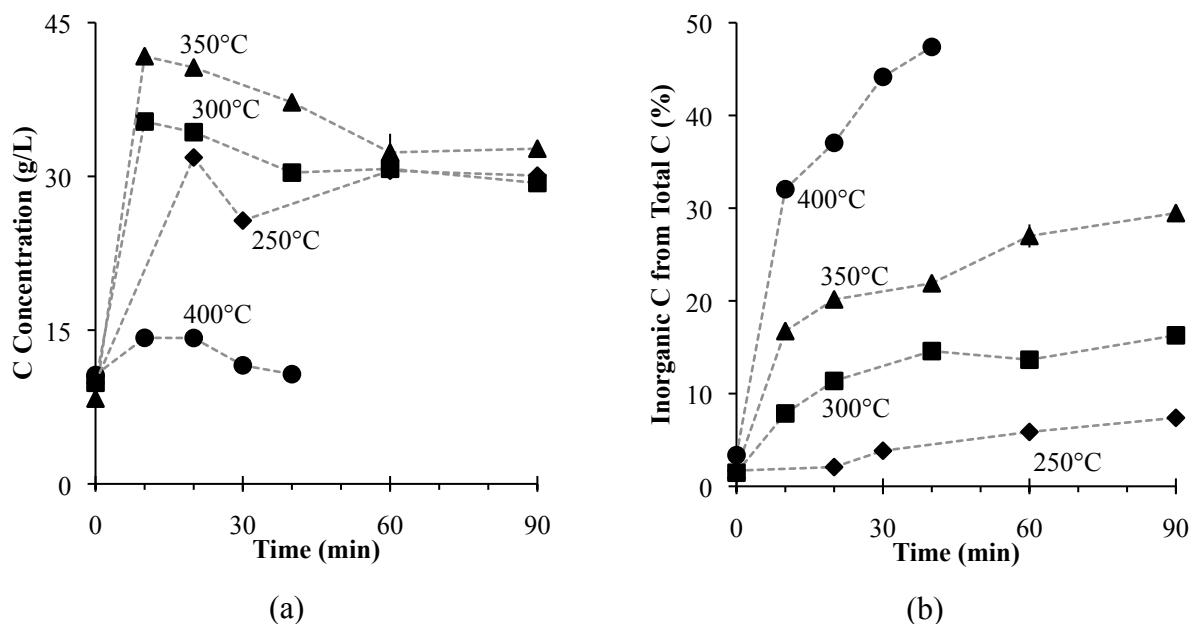 C Concentration (g/L)
45
30
15
0
350°C
300°C
250°C
400°C
0 30 60 90
Time (min)
(a)
Inorganic C from Total C (%)
50
40
30
20
10
0
400°C
350°C
300°C
250°C
0 30 60 90
Time (min)
(b)